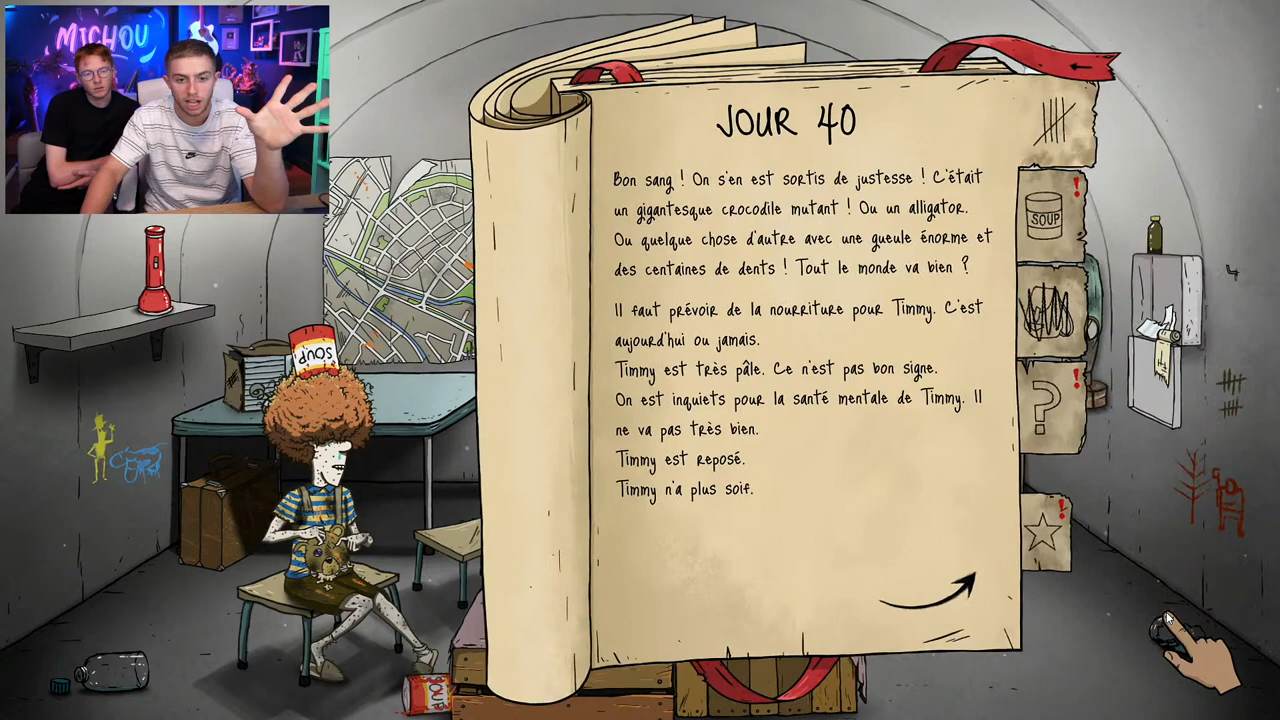 MICHOU
JOUR 40
Bon sang ! On s'en est sortis de justesse ! C'était
un gigantesque crocodile mutant ! Ou un alligator.
Ou quelque chose d'autre avec une gueule énorme et
des centaines de dents ! Tout le monde va bien ?
Il faut prévoir de la nourriture pour Timmy. C'est
aujourd'hui ou jamais.
Timmy est très pâle. Ce n'est pas bon signe.
On est inquiets pour la santé mentale de Timmy. Il
ne va pas très bien.
Timmy est reposé.
Timmy n'a plus soif.
!
SOUP
!
?
!
SOUP
SOUP